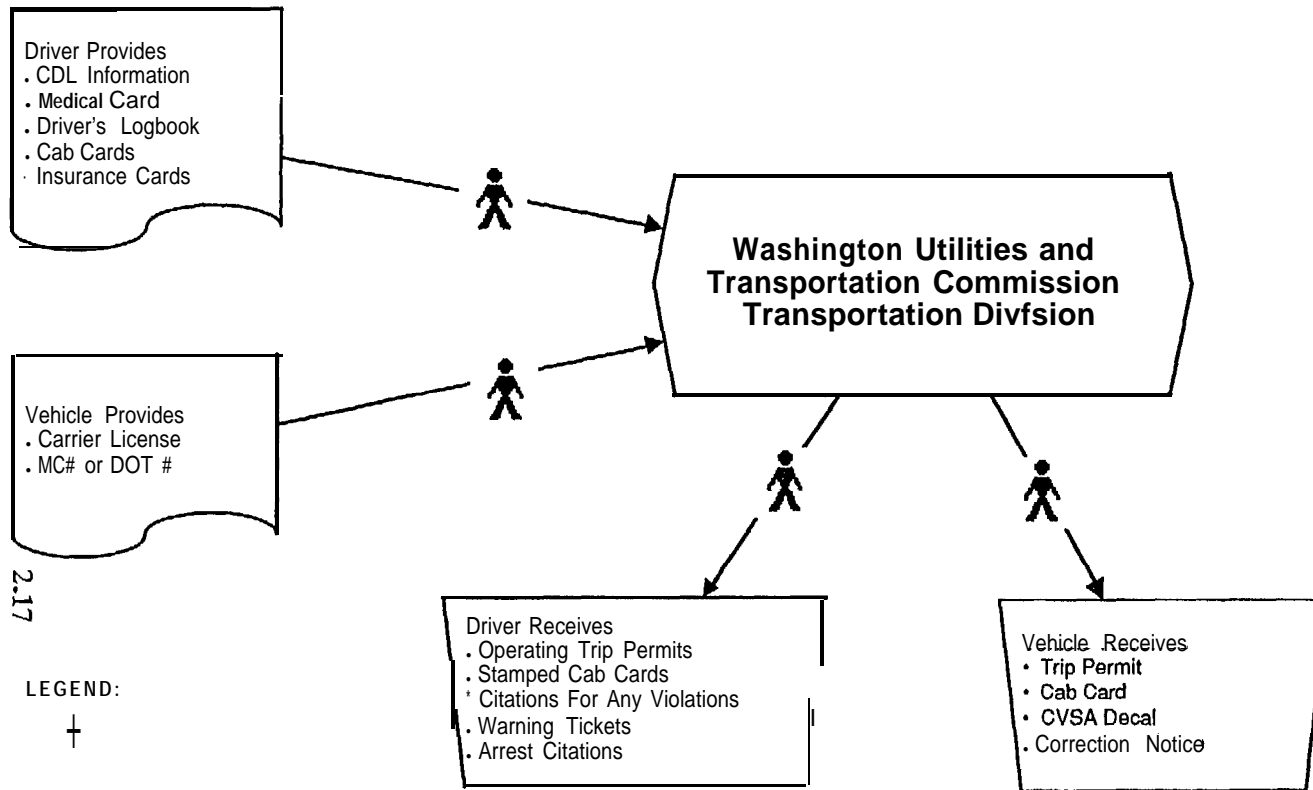 Driver Provides
. CDL Information
. Medical Card
. Driver's Logbook
. Cab Cards
· Insurance Cards
Washington Utilities and
Transportation Commission
Transportation Divfsion
Vehicle Provides
. Carrier License
. MC# or DOT #
2.17
LEGEND:
Driver Receives
. Operating Trip Permits
. Stamped Cab Cards
* Citations For Any Violations
. Warning Tickets
. Arrest Citations
Vehicle Receives
• Trip Permit
• Cab Card
• CVSA Decal
. Correction Notice